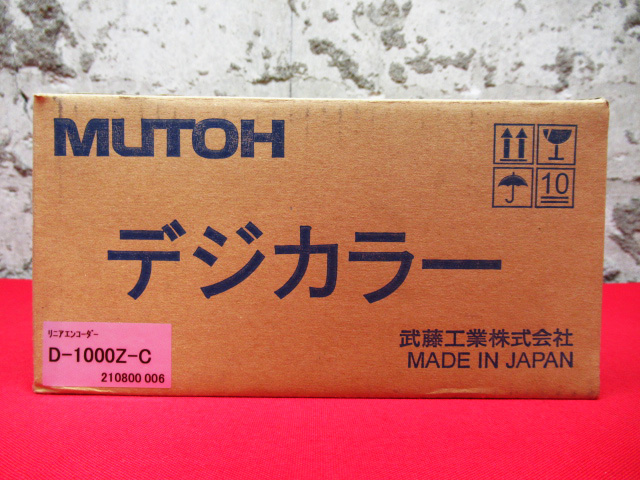 MUTOH
10
デジカラー
リニアエンコーダー
D-1000Z-C
210800 006
武藤工業株式会社
MADE IN JAPAN